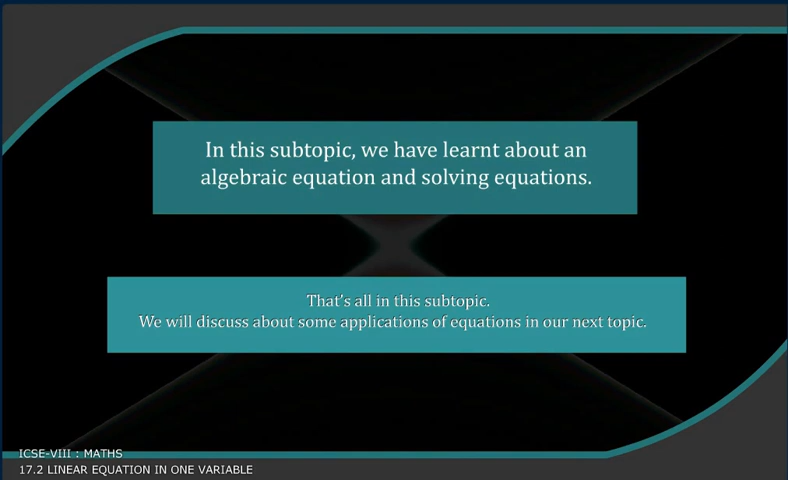 In this subtopic, we have learnt about an
algebraic equation and solving equations.
That's all in this subtopic.
We will discuss about some applications of equations in our next topic.
ICSE-VIII : MATHS
17.2 LINEAR EQUATION IN ONE VARIABLE